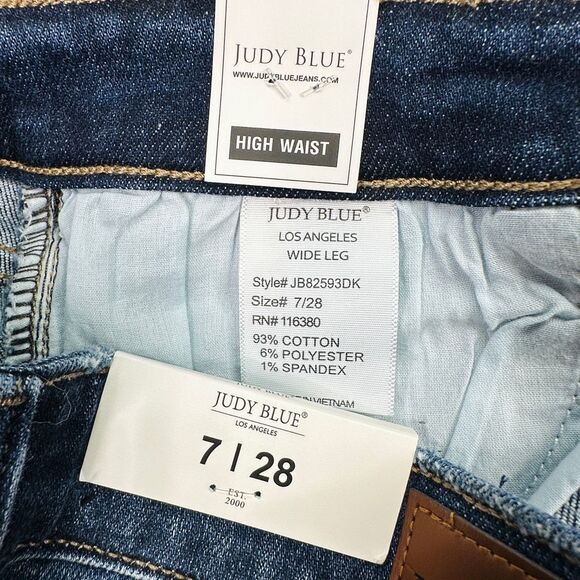 JUDY BLUE®
WWW.JUDYBLUEJEANS.COM
HIGH WAIST
JUDY BLUE®
LOS ANGELES
WIDE LEG
Style# JB82593DK
Size# 7/28
RN# 116380
93% COTTON
6% POLYESTER
1% SPANDEX
VIETNAM
JUDY BLUE®
LOS ANGELES
7 | 28
EST.
2000